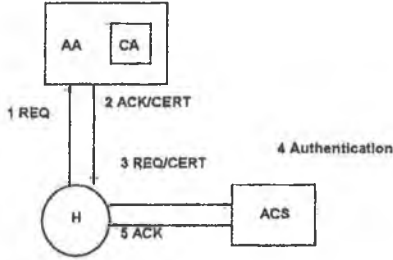 AA
CA
1 REQ
2 ACK/CERT
3 REQ/CERT
4 Authentication
H
ACS
5 ACK